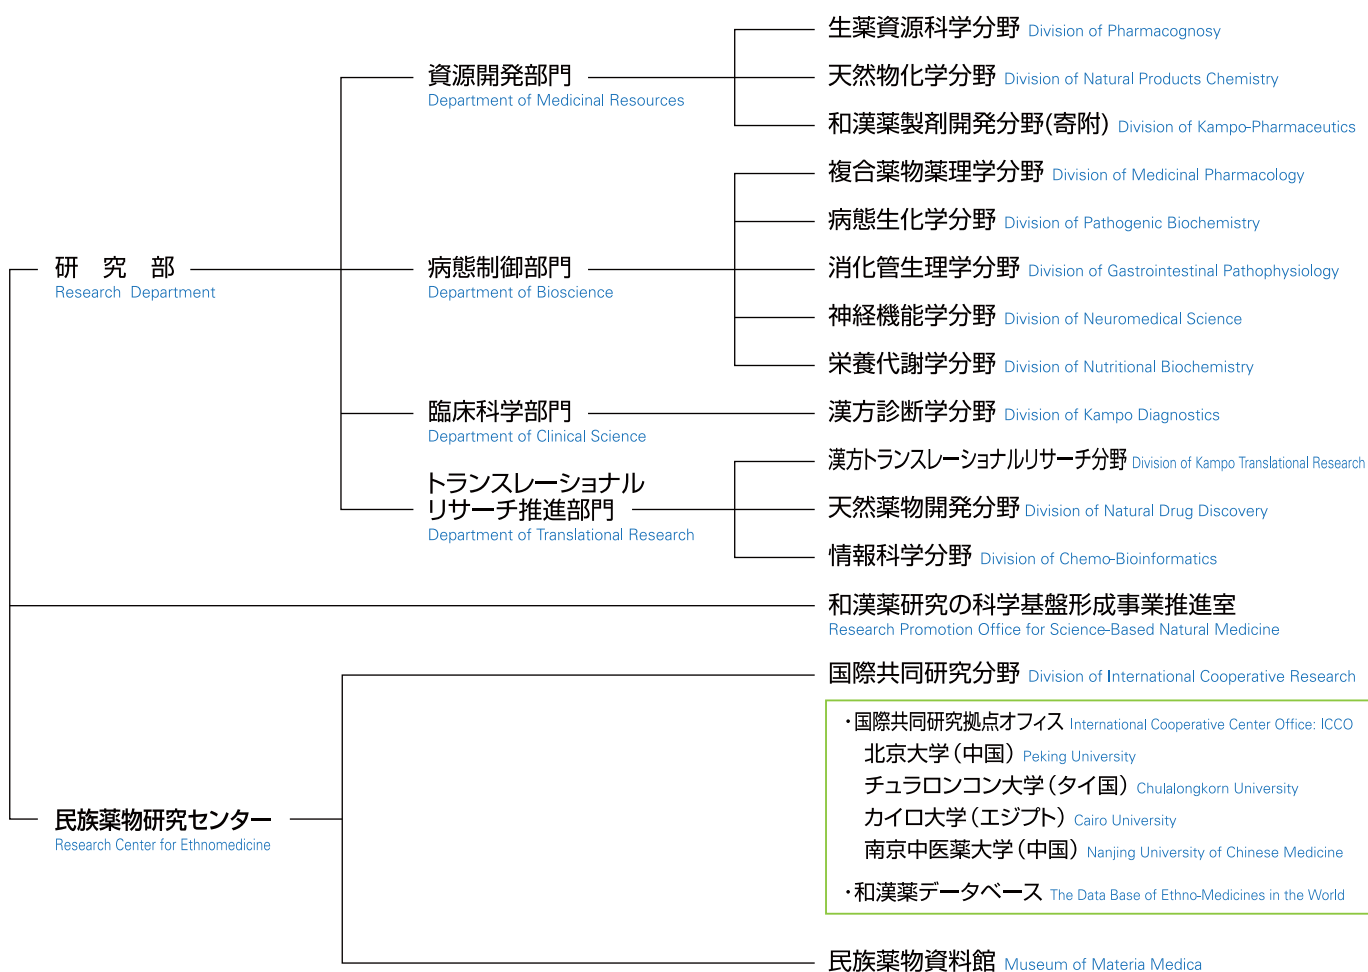 生薬資源科学分野 Division of Pharmacognosy
資源開発部門
Department of Medicinal Resources
天然物化学分野 Division of Natural Products Chemistry
和漢薬製剤開発分野(寄附) Division of Kampo-Pharmaceutics
複合薬物薬理学分野 Division of Medicinal Pharmacology
病態生化学分野 Division of Pathogenic Biochemistry
研 究 部
Research Department
病態制御部門
Department of Bioscience
消化管生理学分野 Division of Gastrointestinal Pathophysiology
神経機能学分野 Division of Neuromedical Science
栄養代謝学分野 Division of Nutritional Biochemistry
臨床科学部門
Department of Clinical Science
漢方診断学分野 Division of Kampo Diagnostics
漢方トランスレーショナルリサーチ分野 Division of Kampo Translational Research
トランスレーショナル
リサーチ推進部門
Department of Translational Research
天然薬物開発分野 Division of Natural Drug Discovery
情報科学分野 Division of Chemo-Bioinformatics
和漢薬研究の科学基盤形成事業推進室
Research Promotion Office for Science-Based Natural Medicine
国際共同研究分野 Division of International Cooperative Research
・国際共同研究拠点オフィス International Cooperative Center Office: ICCO
北京大学(中国) Peking University
チュラロンコン大学(タイ国) Chulalongkorn University
カイロ大学(エジプト) Cairo University
南京中医薬大学(中国) Nanjing University of Chinese Medicine
・和漢薬データベース The Data Base of Ethno-Medicines in the World
民族薬物研究センター
Research Center for Ethnomedicine
民族薬物資料館 Museum of Materia Medica